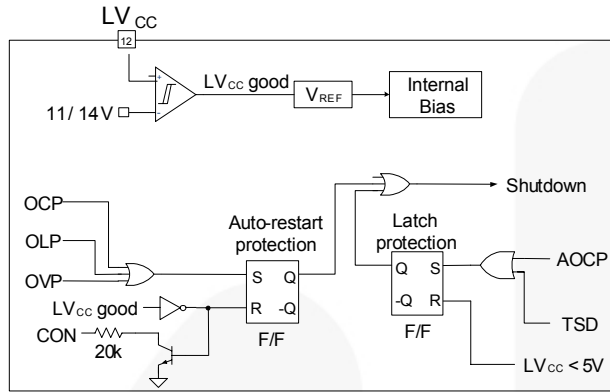 LVCC
12
LVCC good
VREF
Internal
Bias
11/ 14V
+
-
Shutdown
OCP
OLP
OVP
Auto-restart
protection
Latch
protection
S Q
R -Q
F/F
Q S
-Q R
F/F
AOCP
TSD
LVCC good
CON
20k
LVCC < 5V